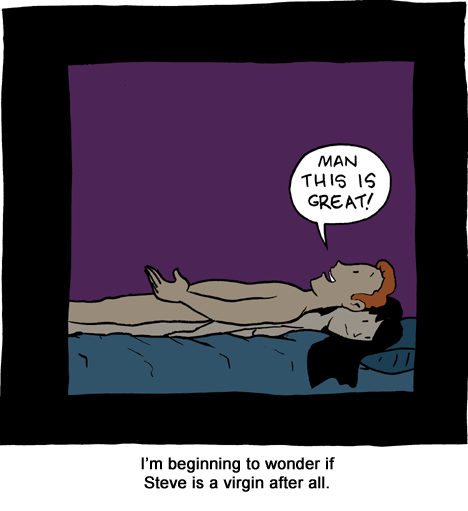 MAN
THIS IS
GREAT!
I'm beginning to wonder if
Steve is a virgin after all.